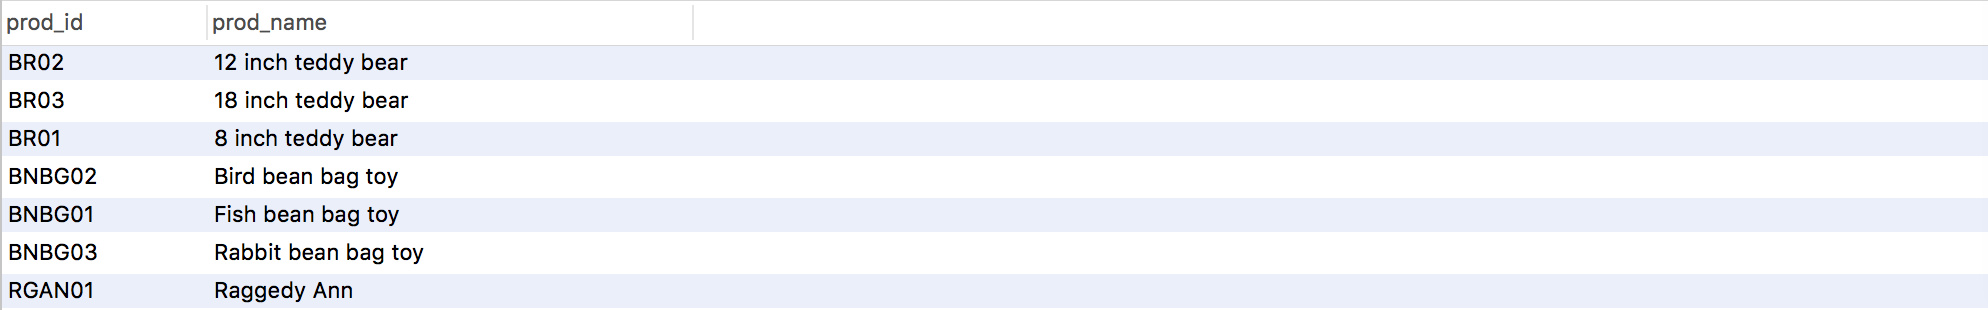 prod_id prod_name
BR02 12 inch teddy bear
BR03 18 inch teddy bear
BR01 8 inch teddy bear
BNBG02 Bird bean bag toy
BNBG01 Fish bean bag toy
BNBG03 Rabbit bean bag toy
RGAN01 Raggedy Ann